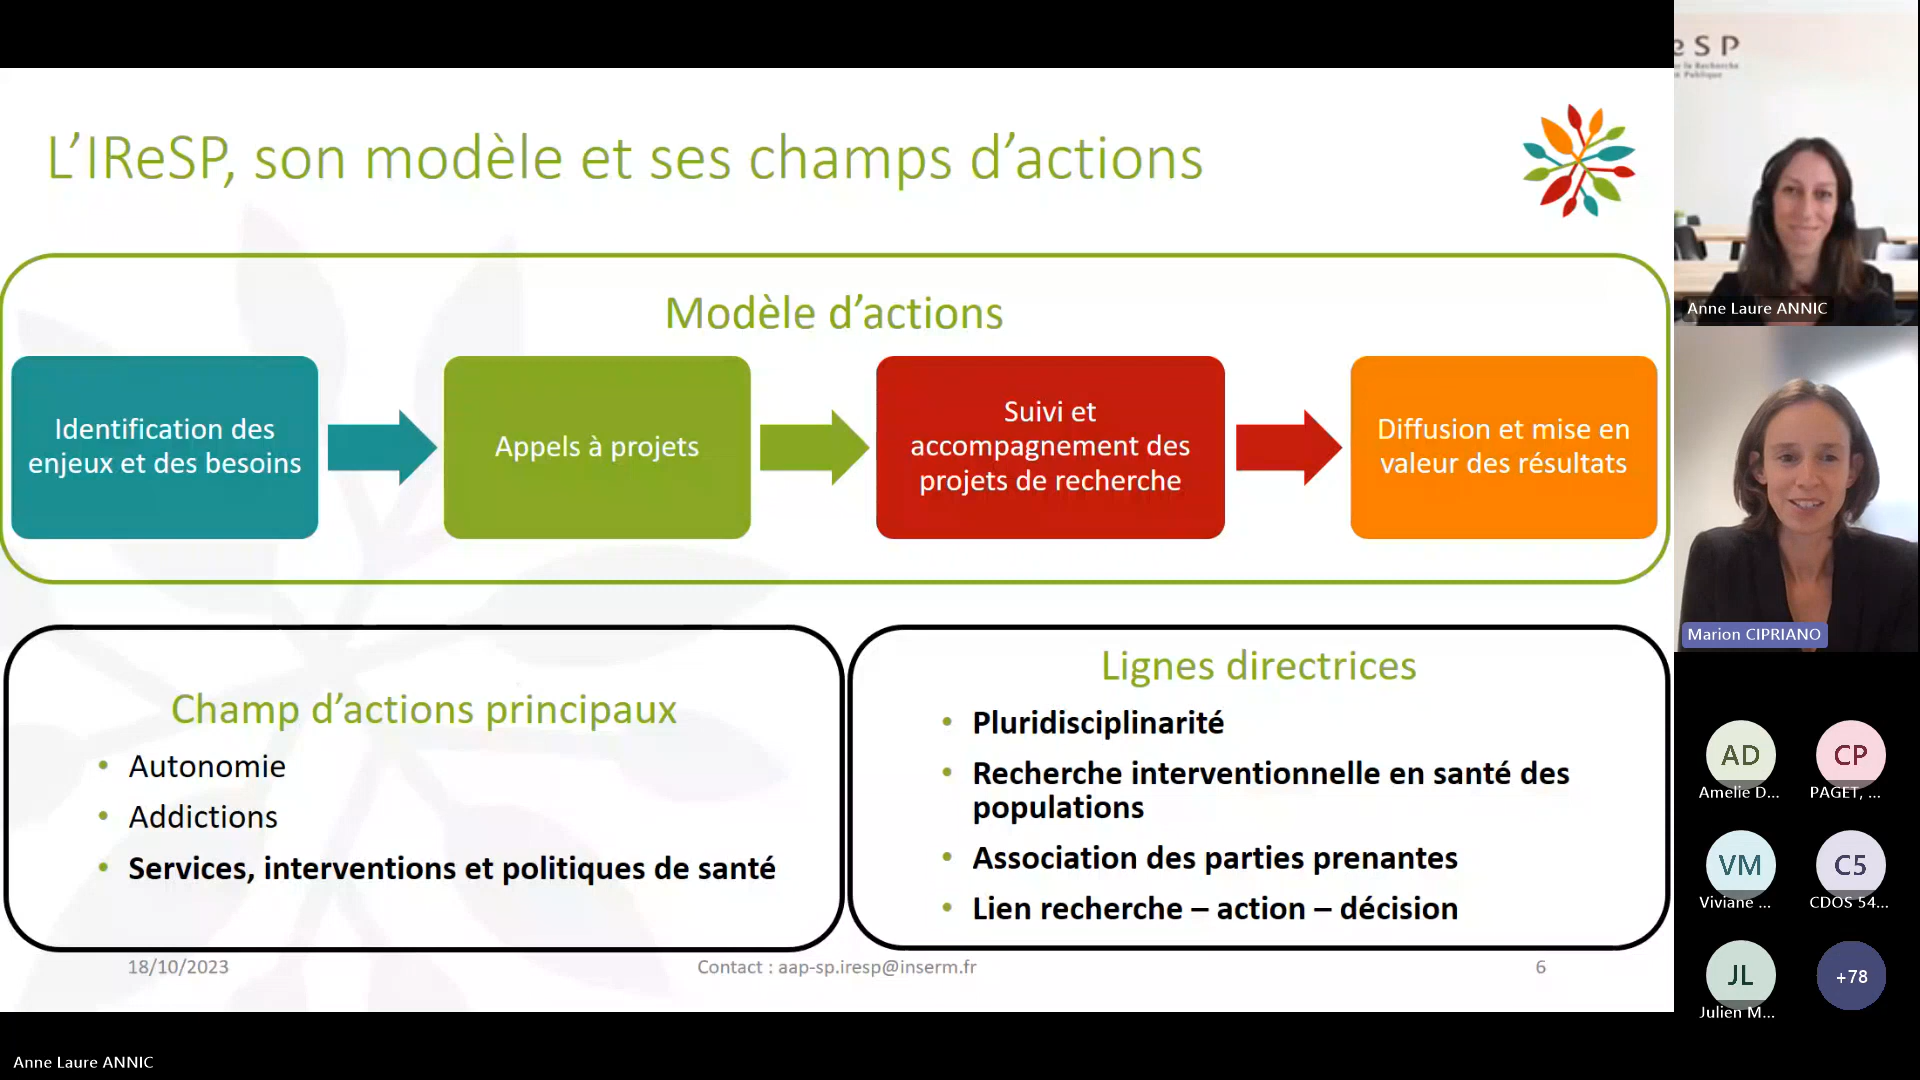 L’IReSP, son modèle et ses champs d’actions
Modèle d’actions
Identification des
enjeux et des besoins
Appels à projets
Suivi et
accompagnement des
projets de recherche
Diffusion et mise en
valeur des résultats
Champ d’actions principaux
• Autonomie
• Addictions
• Services, interventions et politiques de santé
Lignes directrices
• Pluridisciplinarité
• Recherche interventionnelle en santé des
populations
• Association des parties prenantes
• Lien recherche – action – décision
18/10/2023
Contact : aap-sp.iresp@inserm.fr
6
e S P
r la Recherche
n Publique
Anne Laure ANNIC
Marion CIPRIANO
AD
Amelie D...
CP
PAGET, ...
VM
Viviane ...
C5
CDOS 54...
JL
Julien M...
+78
Anne Laure ANNIC